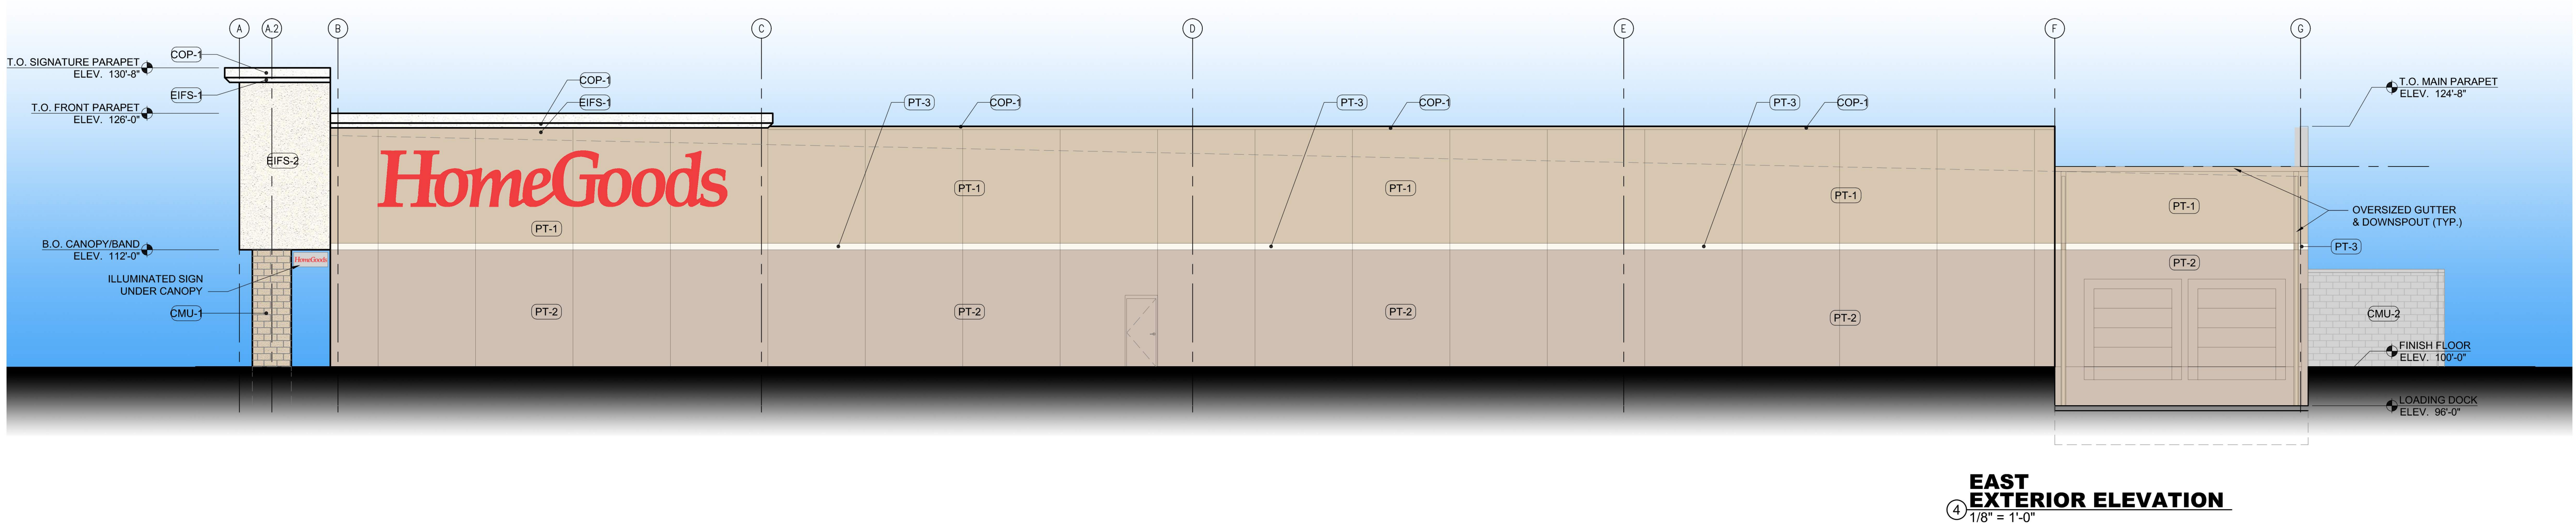 A
A.2
B
C
D
E
F
G
COP-1
T.O. SIGNATURE PARAPET
ELEV. 130'-8"
EIFS-1
T.O. FRONT PARAPET
ELEV. 126'-0"
COP-1
EIFS-1
PT-3
COP-1
PT-3
COP-1
PT-3
COP-1
T.O. MAIN PARAPET
ELEV. 124'-8"
EIFS-2
HomeGoods
PT-1
PT-1
PT-1
PT-1
PT-1
OVERSIZED GUTTER
& DOWNSPOUT (TYP.)
B.O. CANOPY/BAND
ELEV. 112'-0"
PT-3
HomeGoods
PT-2
ILLUMINATED SIGN
UNDER CANOPY
CMU-1
PT-2
PT-2
PT-2
PT-2
CMU-2
FINISH FLOOR
ELEV. 100'-0"
LOADING DOCK
ELEV. 96'-0"
EAST
EXTERIOR ELEVATION
4
1/8" = 1'-0"